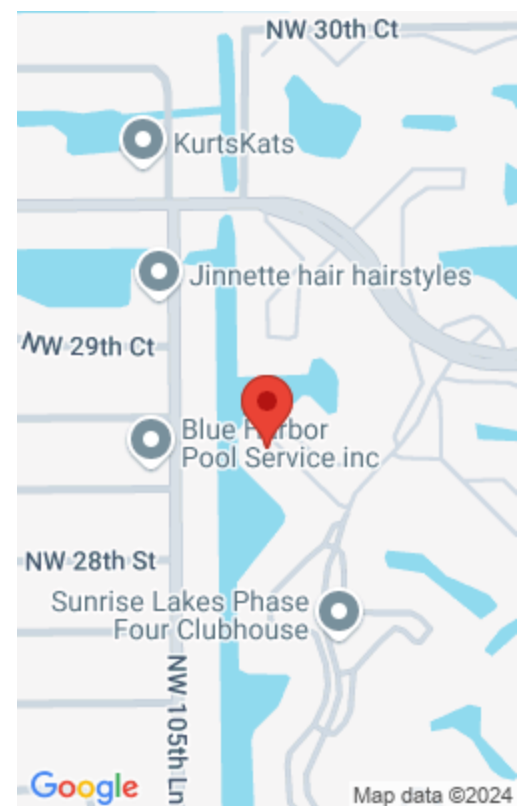 NW 30th Ct
KurtsKats
Jinnette hair hairstyles
NW 29th Ct
Blue Harbor
Pool Service inc
NW 28th St
Sunrise Lakes Phase
Four Clubhouse
NW 105th Ln
Google
Map data ©2024